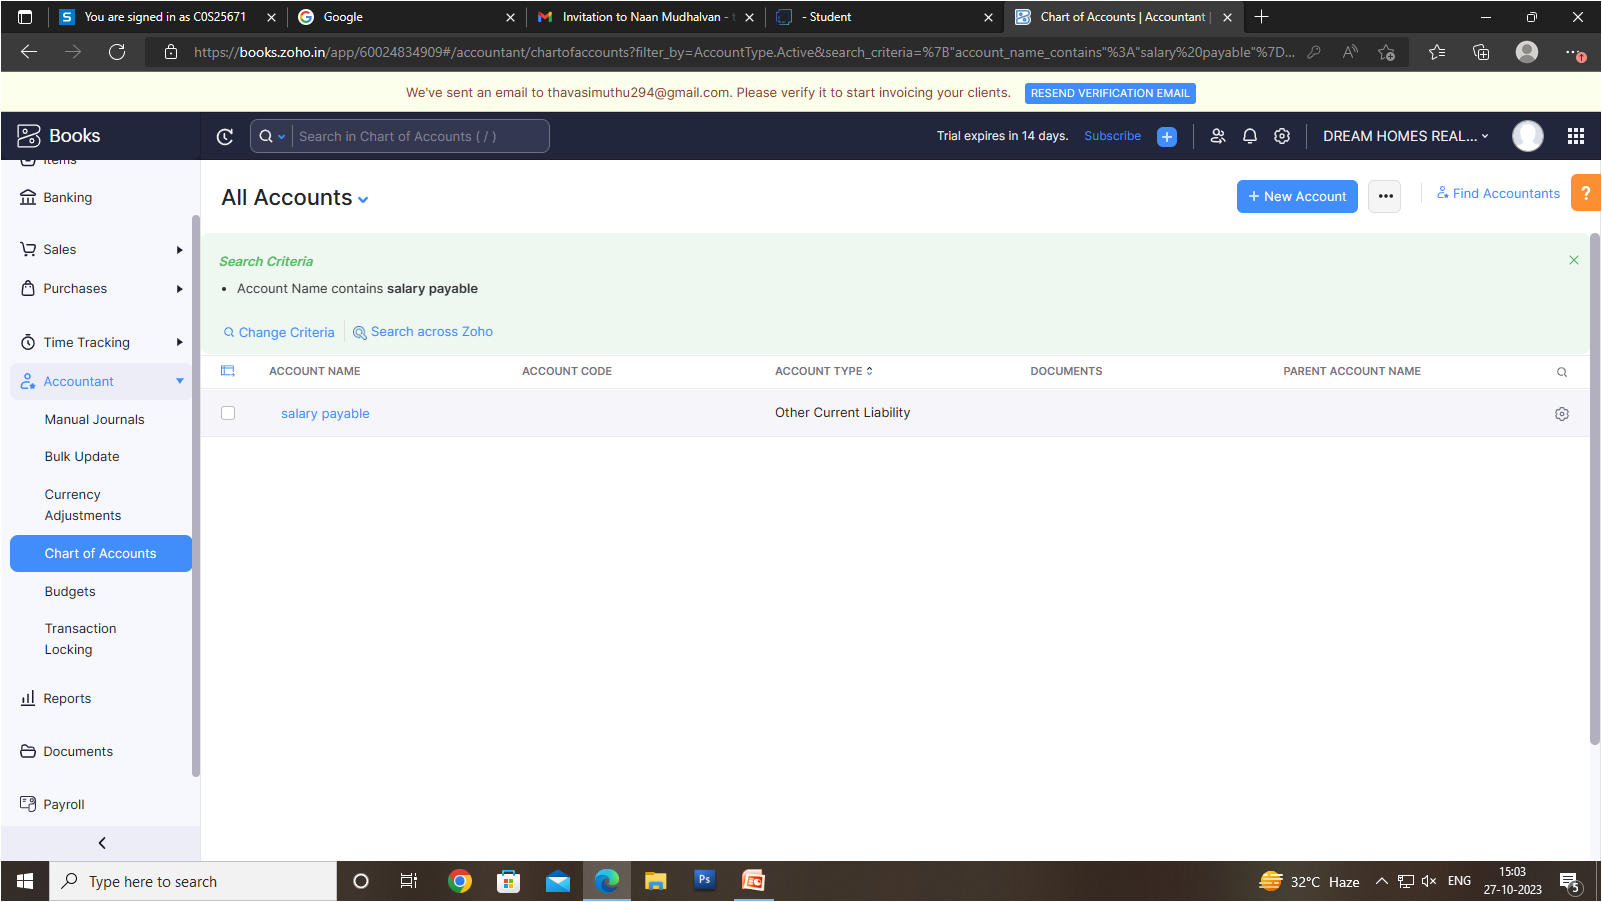 You are signed in as C0S25671
Google
Invitation to Naan Mudhalvan -
- Student
Chart of Accounts | Accountant |
https://books.zoho.in/app/60024834909#/accountant/chartofaccounts?filter_by=AccountType.Active&search_criteria=%7B"account_name_contains"%3A"salary%20payable"%7D...
We've sent an email to thavasimuthu294@gmail.com. Please verify it to start invoicing your clients. RESEND VERIFICATION EMAIL
Books
Search in Chart of Accounts ( / )
Trial expires in 14 days. Subscribe
DREAM HOMES REAL...
Items
Banking
Sales
Purchases
Time Tracking
Accountant
Manual Journals
Bulk Update
Currency
Adjustments
Chart of Accounts
Budgets
Transaction
Locking
Reports
Documents
Payroll
All Accounts
+ New Account
Find Accountants
?
Search Criteria
• Account Name contains salary payable
Change Criteria
Search across Zoho
ACCOUNT NAME ACCOUNT CODE ACCOUNT TYPE DOCUMENTS PARENT ACCOUNT NAME
salary payable Other Current Liability
Type here to search
Ps
32°C Haze
ENG
15:03
27-10-2023
5